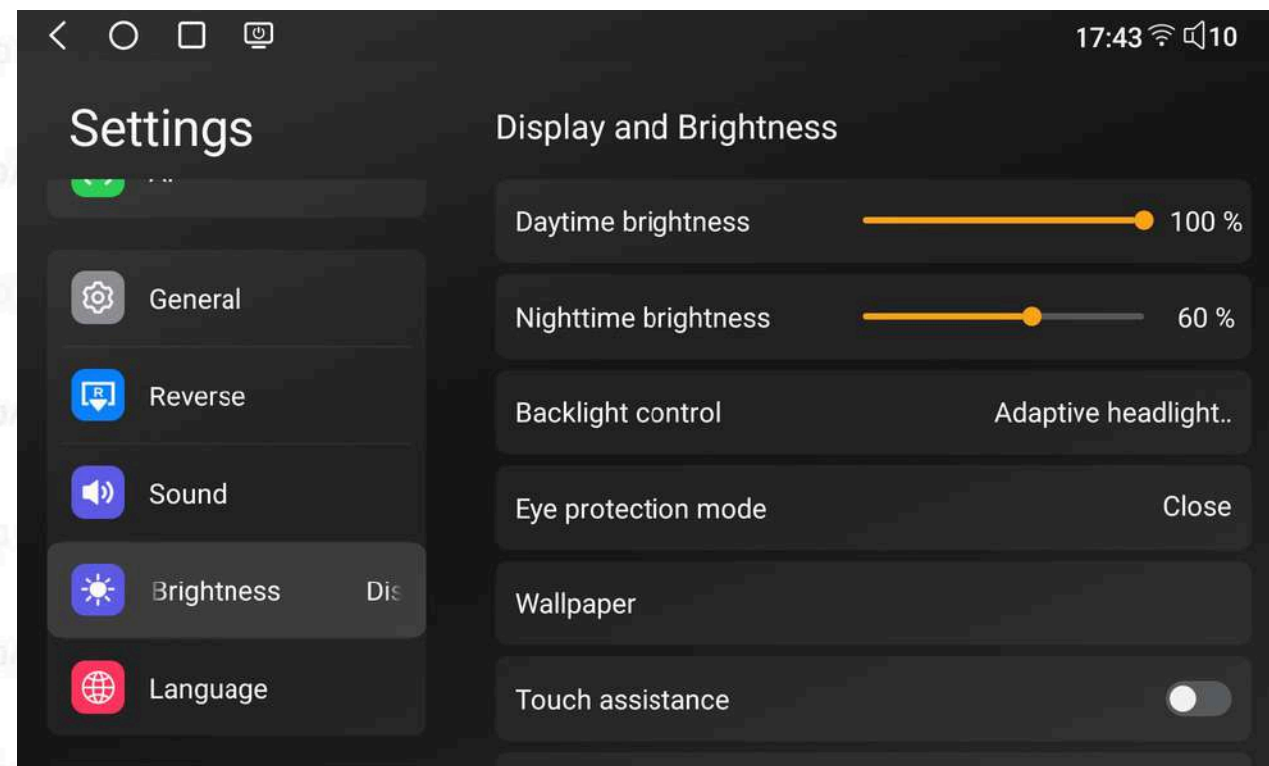 17:43 10
Settings
Display and Brightness
Daytime brightness 100 %
General
Nighttime brightness 60 %
R
Reverse
Backlight control Adaptive headlight..
Sound
Eye protection mode Close
Brightness Dis
Wallpaper
Language
Touch assistance